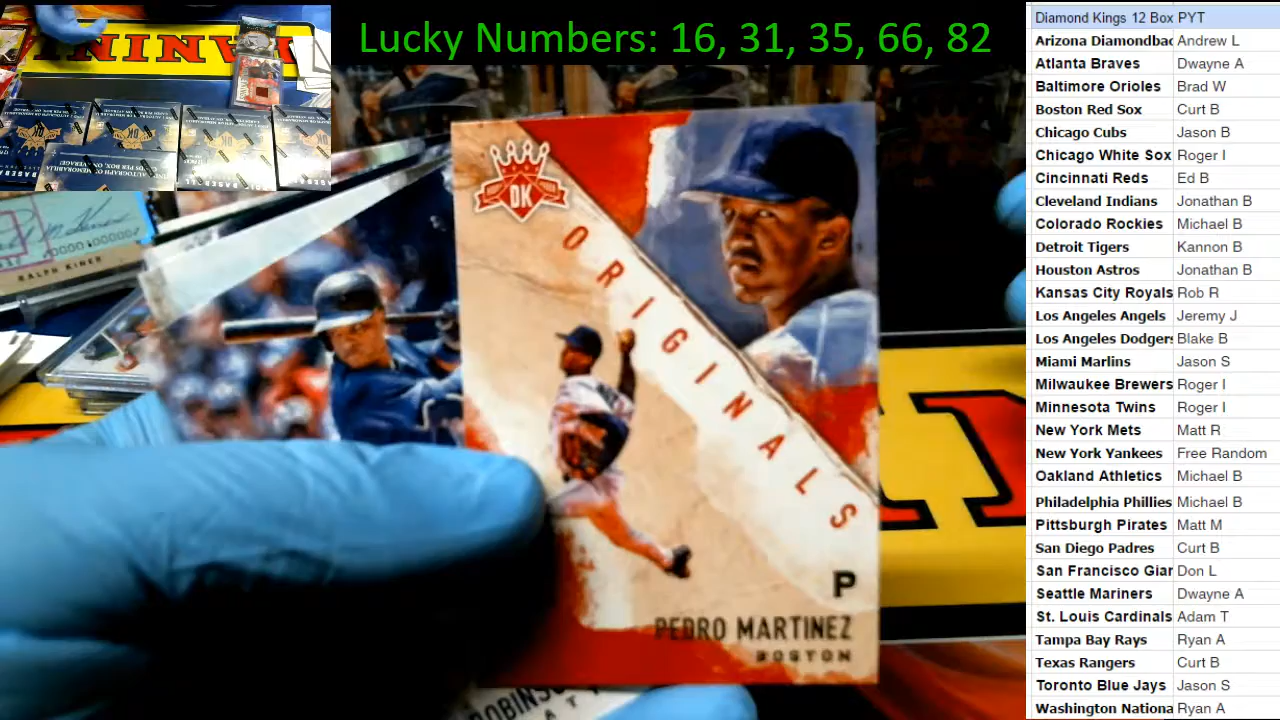 Lucky Numbers: 16, 31, 35, 66, 82
DK
ORIGINALS
P
PEDRO MARTINEZ
BOSTON
RALPH KINER
Diamond Kings 12 Box PYT
Arizona Diamondbac Andrew L
Atlanta Braves Dwayne A
Baltimore Orioles Brad W
Boston Red Sox Curt B
Chicago Cubs Jason B
Chicago White Sox Roger I
Cincinnati Reds Ed B
Cleveland Indians Jonathan B
Colorado Rockies Michael B
Detroit Tigers Kannon B
Houston Astros Jonathan B
Kansas City Royals Rob R
Los Angeles Angels Jeremy J
Los Angeles Dodgers Blake B
Miami Marlins Jason S
Milwaukee Brewers Roger I
Minnesota Twins Roger I
New York Mets Matt R
New York Yankees Free Random
Oakland Athletics Michael B
Philadelphia Phillies Michael B
Pittsburgh Pirates Matt M
San Diego Padres Curt B
San Francisco Gian Don L
Seattle Mariners Dwayne A
St. Louis Cardinals Adam T
Tampa Bay Rays Ryan A
Texas Rangers Curt B
Toronto Blue Jays Jason S
Washington Nationa Ryan A